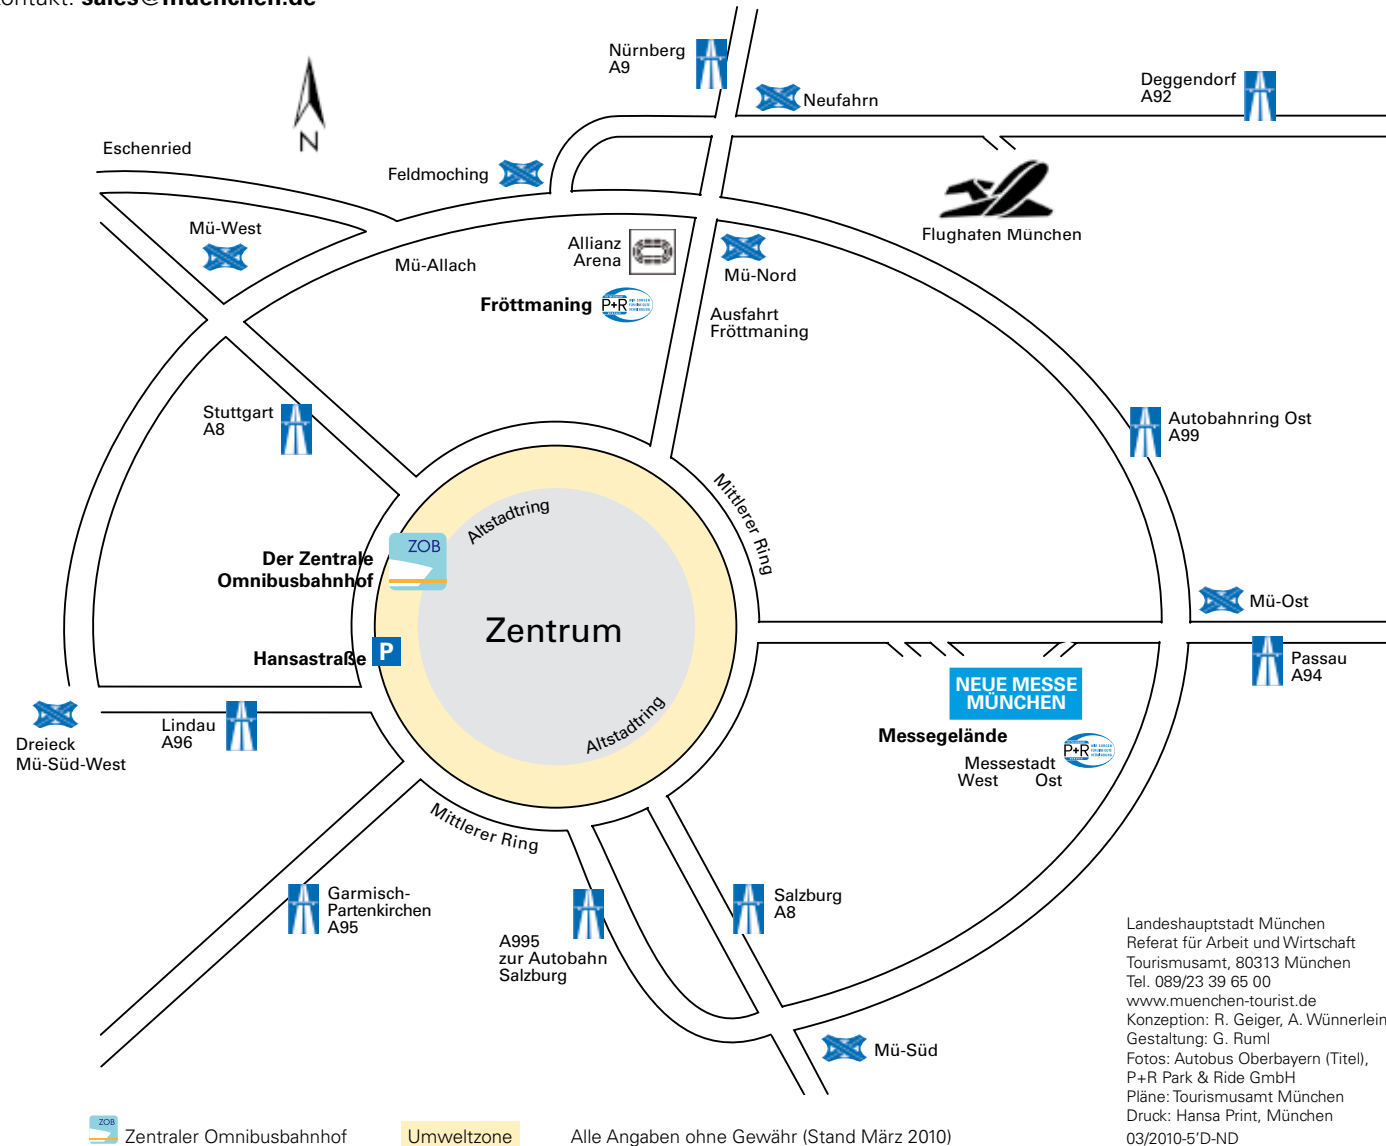 Kontakt: sales@muenchen.de
Nürnberg
A9
Neufahrn
Deggendorf
A92
N
Eschenried
Feldmoching
Mü-West
Mü-Allach
Allianz
Arena
Mü-Nord
Flughafen München
Fröttmaning
P+R
Ausfahrt
Fröttmaning
Stuttgart
A8
Autobahnring Ost
A99
Mittlerer Ring
Altstadtring
ZOB
Der Zentrale
Omnibusbahnhof
Zentrum
Mü-Ost
Hansastraße
P
Passau
A94
NEUE MESSE
MÜNCHEN
Messegelände
P+R
Messestadt
West Ost
Altstadtring
Lindau
A96
Dreieck
Mü-Süd-West
Mittlerer Ring
Garmisch-
Partenkirchen
A95
A995
zur Autobahn
Salzburg
Salzburg
A8
Mü-Süd
Landeshauptstadt München
Referat für Arbeit und Wirtschaft
Tourismusamt, 80313 München
Tel. 089/23 39 65 00
www.muenchen-tourist.de
Konzeption: R. Geiger, A. Wünnerlein
Gestaltung: G. Ruml
Fotos: Autobus Oberbayern (Titel),
P+R Park & Ride GmbH
Pläne: Tourismusamt München
Druck: Hansa Print, München
03/2010-5'D-ND
ZOB
Zentraler Omnibusbahnhof
Umweltzone
Alle Angaben ohne Gewähr (Stand März 2010)